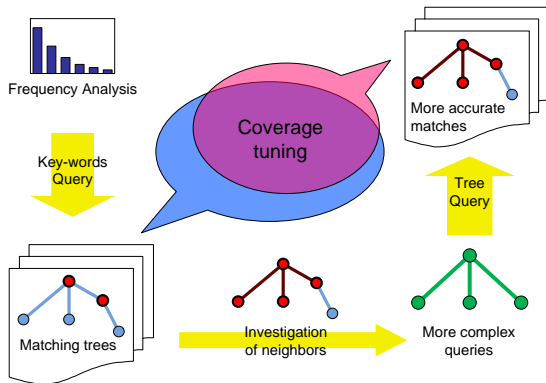 Frequency Analysis
Key-words
Query
Matching trees
Investigation
of neighbors
More complex
queries
Tree
Query
More accurate
matches
Coverage
tuning